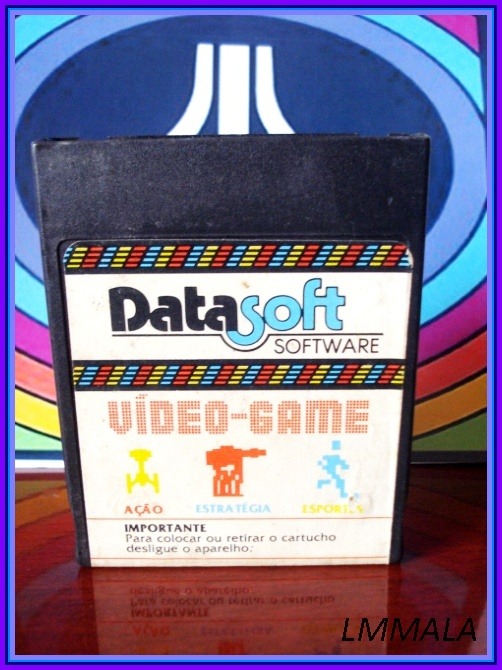 DataSoft
SOFTWARE
VÍDEO-GAME
AÇÃO ESTRATÉGIA ESPORTES
IMPORTANTE
Para colocar ou retirar o cartucho
desligue o aparelho.
LMMALA